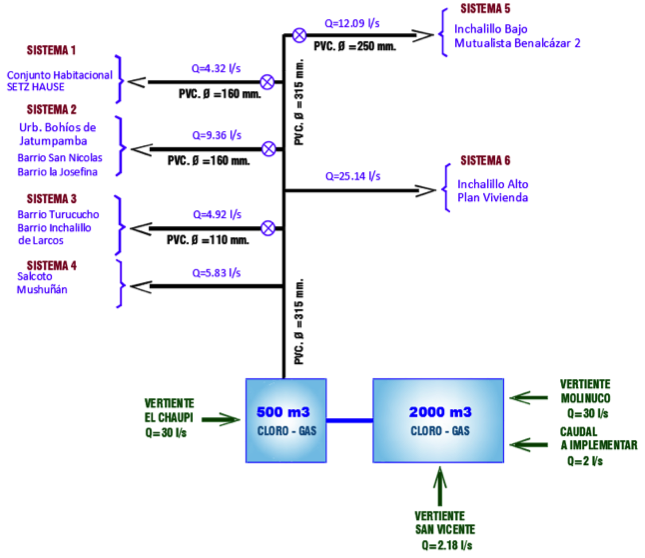 SISTEMA 1
Conjunto Habitacional
SETZ HAUSE
Q=4.32 l/s
PVC. Ø =160 mm.
SISTEMA 2
Urb. Bohíos de
Jatumpamba
Barrio San Nicolas
Barrio la Josefina
Q=9.36 l/s
PVC. Ø =160 mm.
SISTEMA 3
Barrio Turucucho
Barrio Inchalillo
de Larcos
Q=4.92 l/s
PVC. Ø =110 mm.
SISTEMA 4
Salcoto
Mushuñán
Q=5.83 l/s
Q=12.09 l/s
PVC. Ø =250 mm.
SISTEMA 5
Inchalillo Bajo
Mutualista Benalcázar 2
PVC. Ø =315 mm.
Q=25.14 l/s
SISTEMA 6
Inchalillo Alto
Plan Vivienda
PVC. Ø =315 mm.
VERTIENTE
EL CHAUPI
Q=30 l/s
500 m3
CLORO - GAS
2000 m3
CLORO - GAS
VERTIENTE
MOLINUCO
Q=30 l/s
CAUDAL
A IMPLEMENTAR
Q=2 l/s
VERTIENTE
SAN VICENTE
Q=2.18 l/s